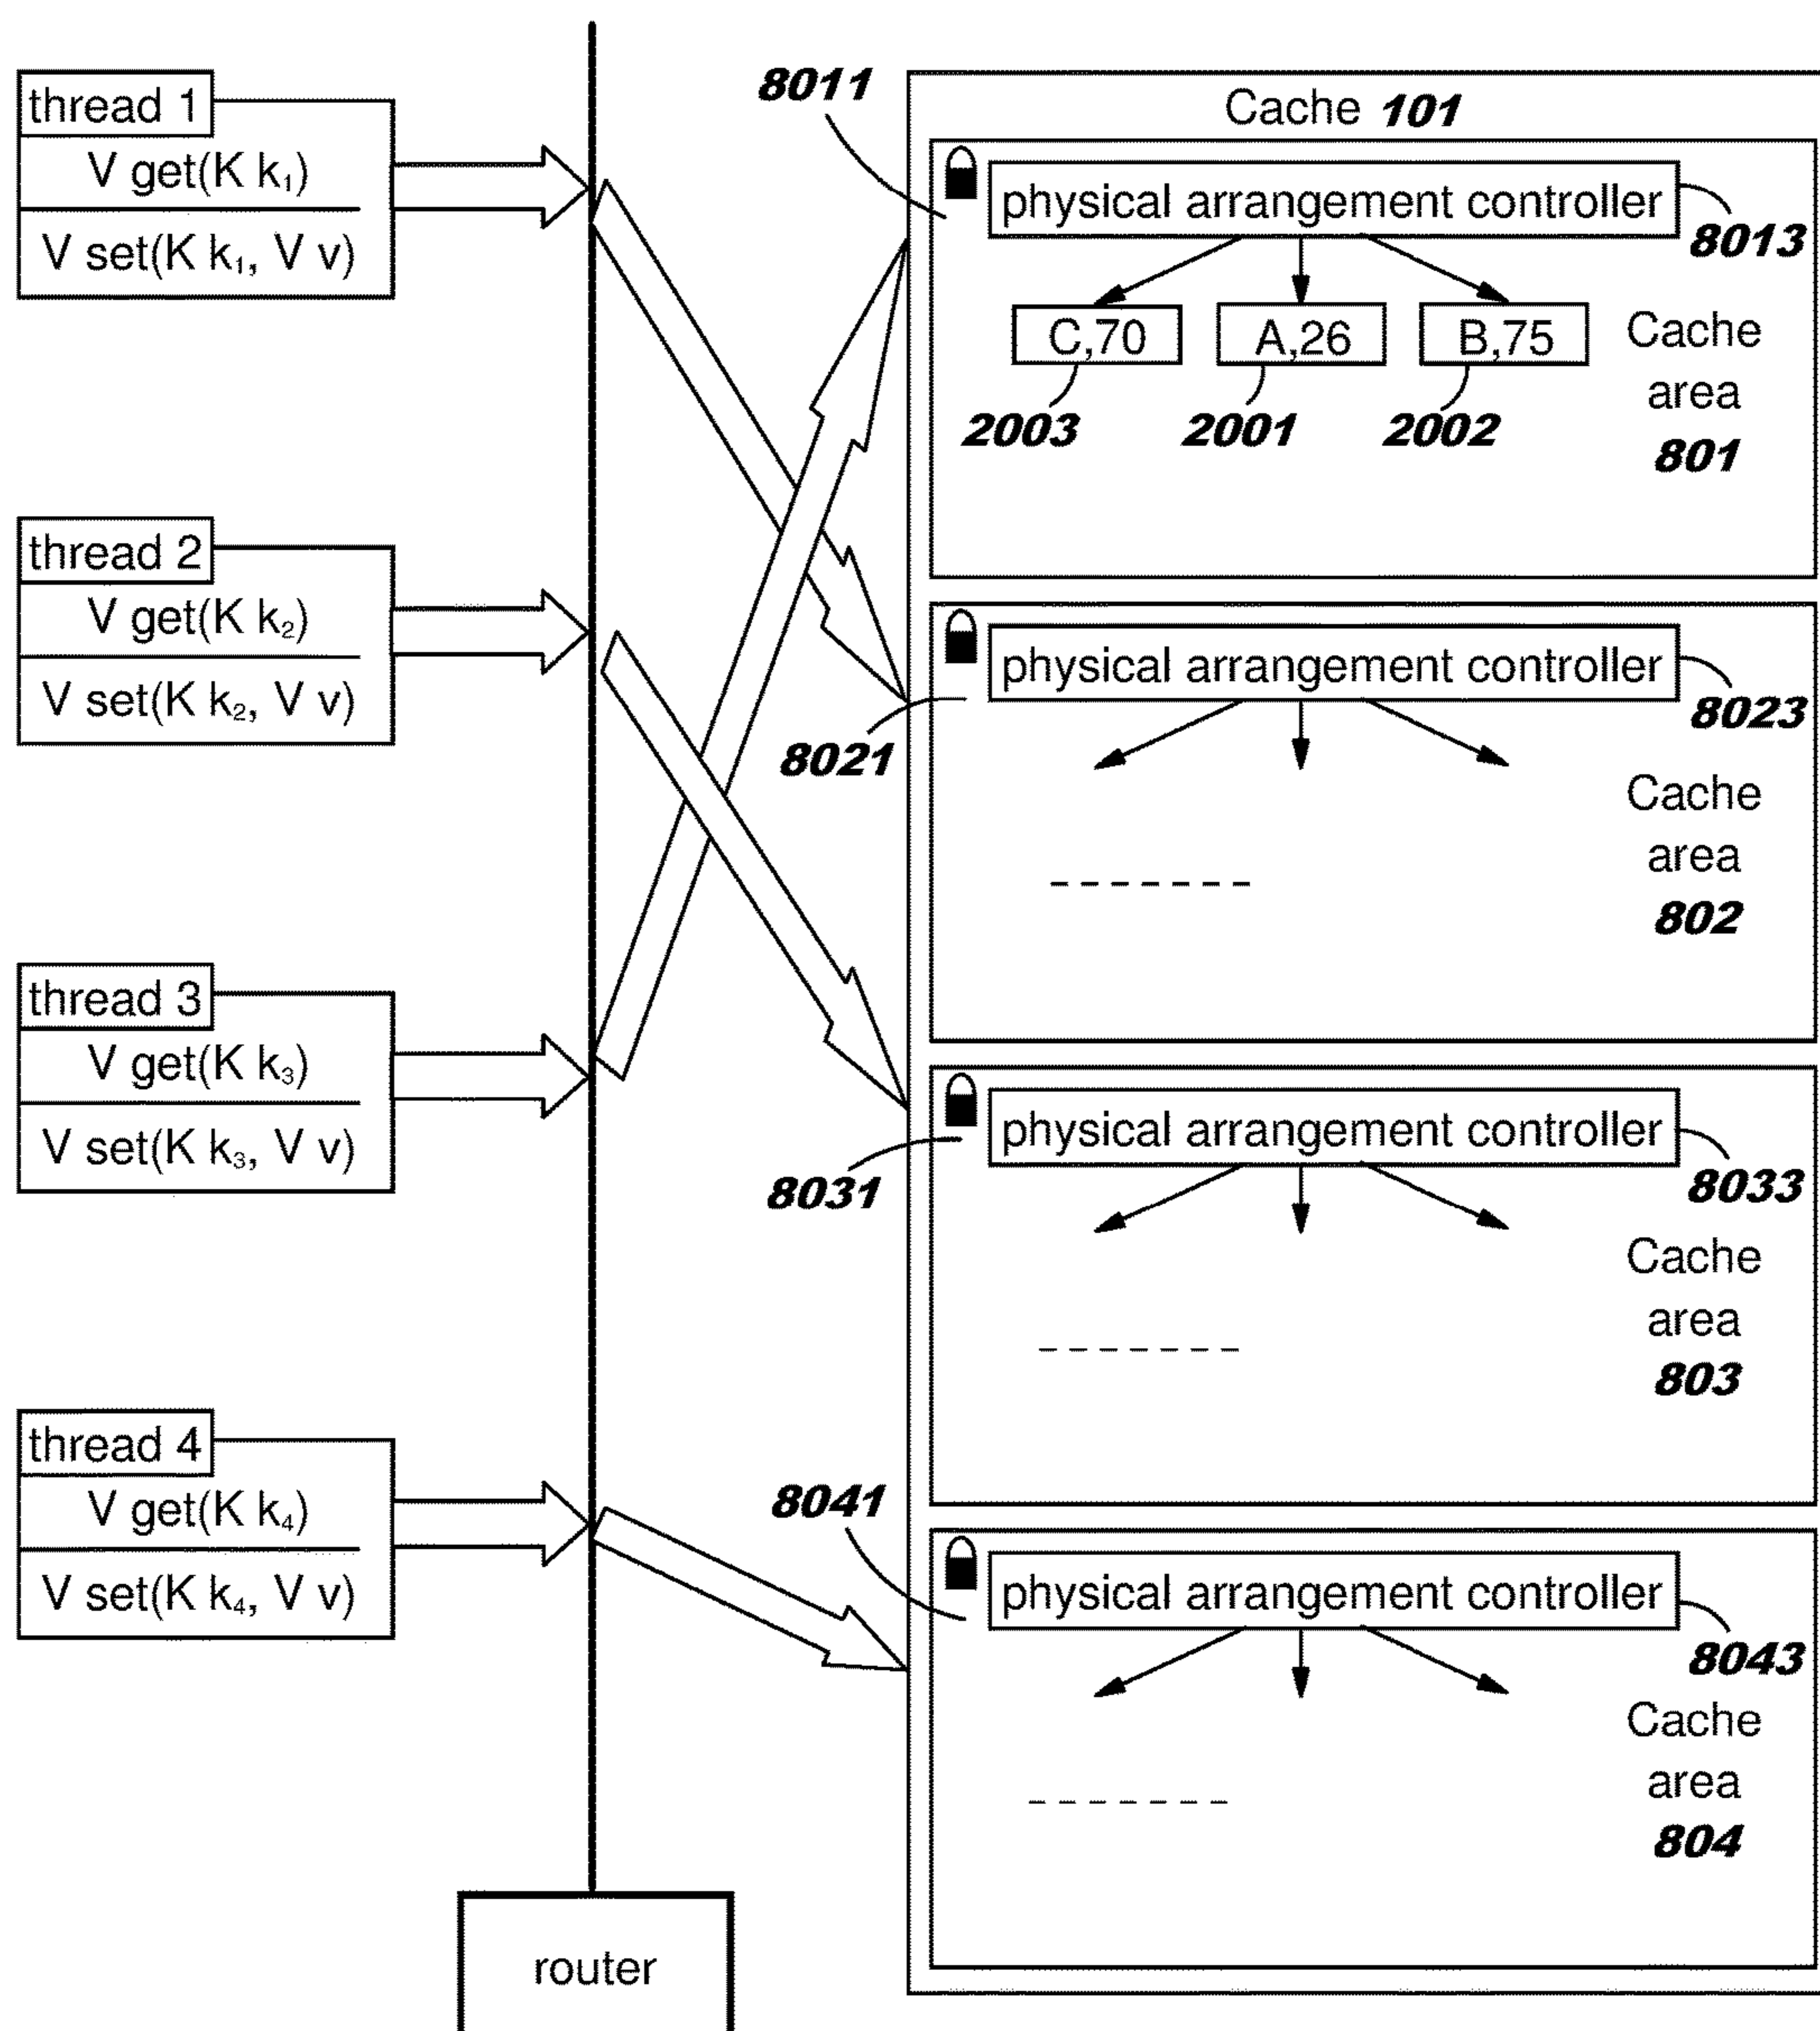 thread 1
V get(K k₁)
V set(K k₁, V v)
thread 2
V get(K k₂)
V set(K k₂, V v)
thread 3
V get(K k₃)
V set(K k₃, V v)
thread 4
V get(K k₄)
V set(K k₄, V v)
router
8011
8021
8031
8041
Cache 101
physical arrangement controller
8013
C,70
A,26
B,75
2003
2001
2002
Cache
area
801
physical arrangement controller
8023
Cache
area
802
physical arrangement controller
8033
Cache
area
803
physical arrangement controller
8043
Cache
area
804